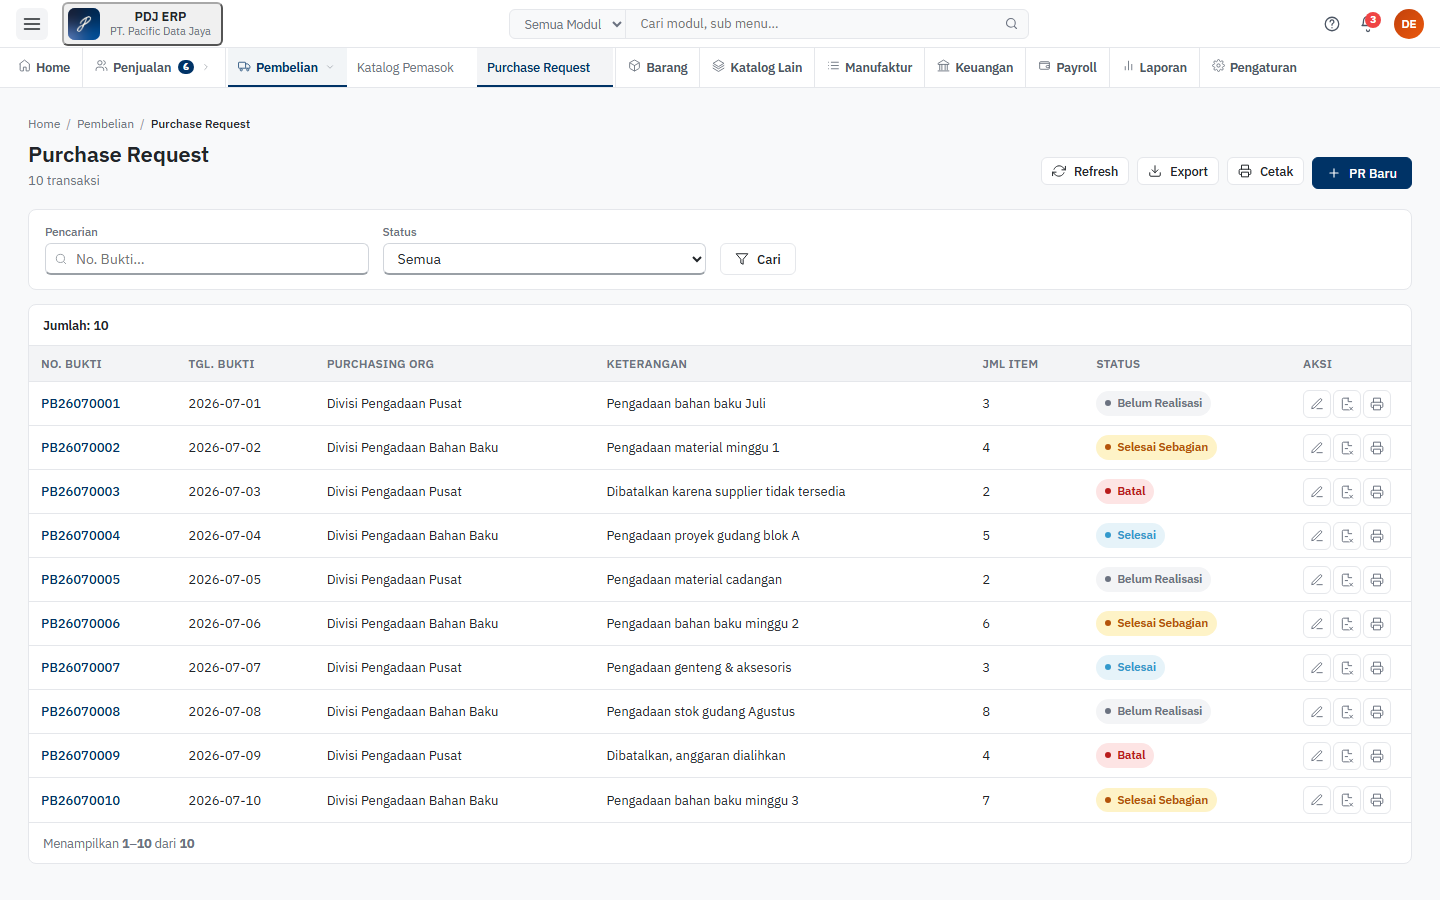 PDJ ERP
PT. Pacific Data Jaya
Semua Modul
Cari modul, sub menu...
3
DE
Home
Penjualan 6
Pembelian
Katalog Pemasok
Purchase Request
Barang
Katalog Lain
Manufaktur
Keuangan
Payroll
Laporan
Pengaturan
Home / Pembelian / Purchase Request
Purchase Request
10 transaksi
Refresh
Export
Cetak
PR Baru
Pencarian
No. Bukti...
Status
Semua
Cari
Jumlah: 10
NO. BUKTI TGL. BUKTI PURCHASING ORG KETERANGAN JML ITEM STATUS AKSI
PB26070001 2026-07-01 Divisi Pengadaan Pusat Pengadaan bahan baku Juli 3 Belum Realisasi
PB26070002 2026-07-02 Divisi Pengadaan Bahan Baku Pengadaan material minggu 1 4 Selesai Sebagian
PB26070003 2026-07-03 Divisi Pengadaan Pusat Dibatalkan karena supplier tidak tersedia 2 Batal
PB26070004 2026-07-04 Divisi Pengadaan Bahan Baku Pengadaan proyek gudang blok A 5 Selesai
PB26070005 2026-07-05 Divisi Pengadaan Pusat Pengadaan material cadangan 2 Belum Realisasi
PB26070006 2026-07-06 Divisi Pengadaan Bahan Baku Pengadaan bahan baku minggu 2 6 Selesai Sebagian
PB26070007 2026-07-07 Divisi Pengadaan Pusat Pengadaan genteng & aksesoris 3 Selesai
PB26070008 2026-07-08 Divisi Pengadaan Bahan Baku Pengadaan stok gudang Agustus 8 Belum Realisasi
PB26070009 2026-07-09 Divisi Pengadaan Pusat Dibatalkan, anggaran dialihkan 4 Batal
PB26070010 2026-07-10 Divisi Pengadaan Bahan Baku Pengadaan bahan baku minggu 3 7 Selesai Sebagian
Menampilkan 1–10 dari 10